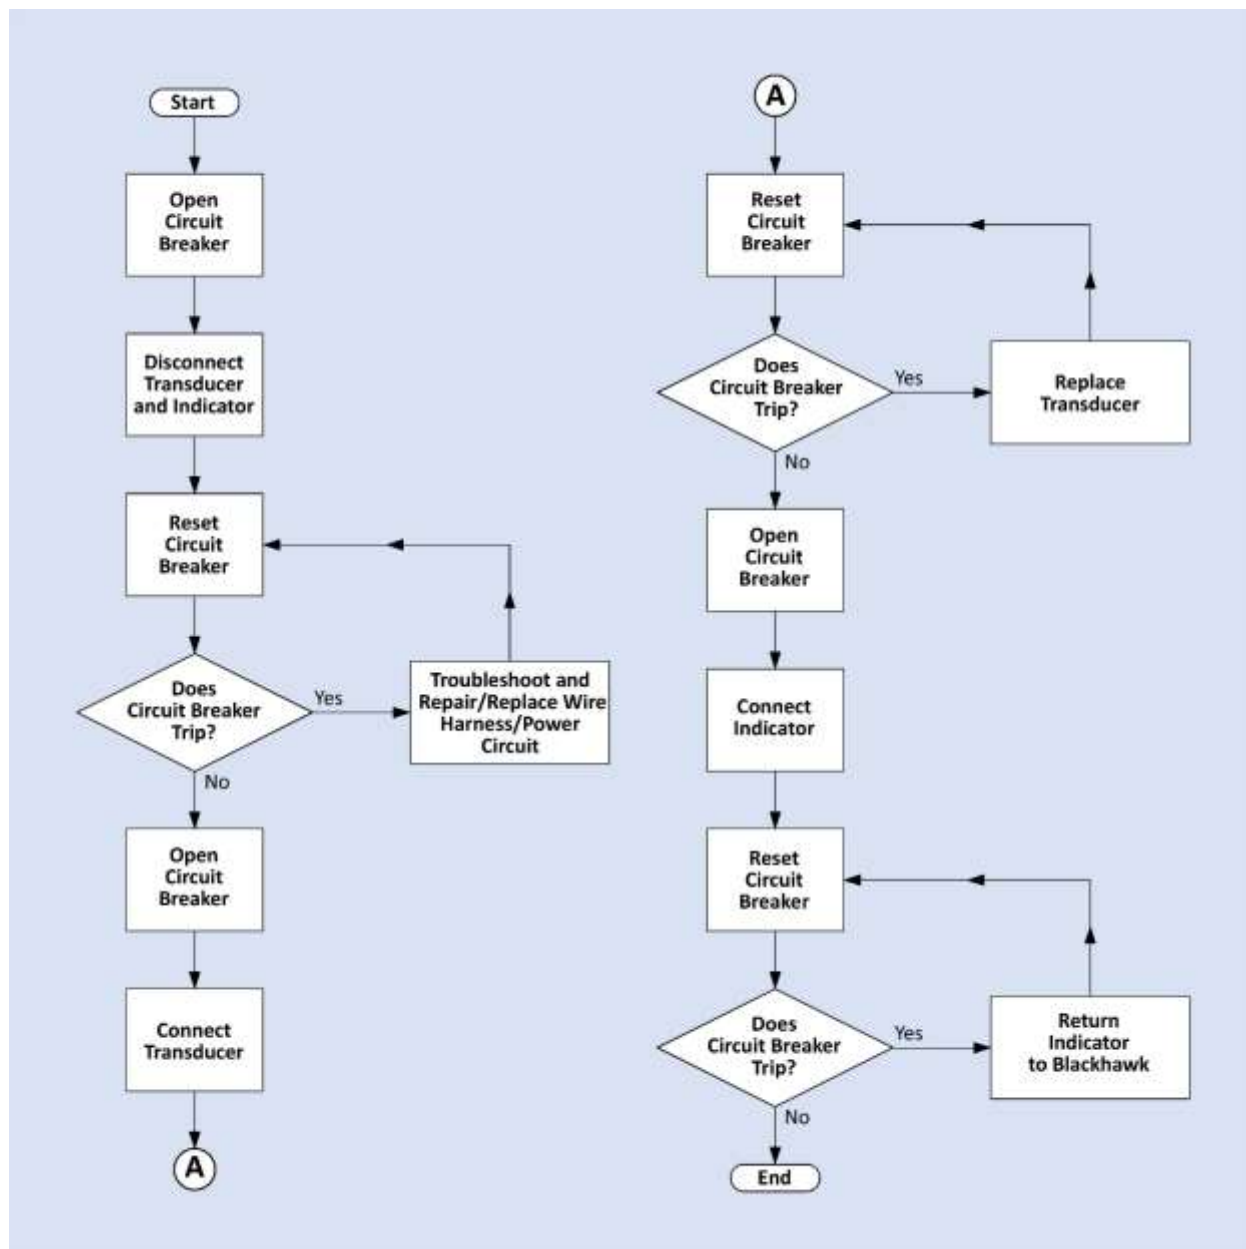 Start
Open
Circuit
Breaker
Disconnect
Transducer
and Indicator
Reset
Circuit
Breaker
Does
Circuit Breaker
Trip?
Yes
Troubleshoot and
Repair/Replace Wire
Harness/Power
Circuit
No
Open
Circuit
Breaker
Connect
Transducer
A
A
Reset
Circuit
Breaker
Does
Circuit Breaker
Trip?
Yes
Replace
Transducer
No
Open
Circuit
Breaker
Connect
Indicator
Reset
Circuit
Breaker
Does
Circuit Breaker
Trip?
Yes
Return
Indicator
to Blackhawk
No
End